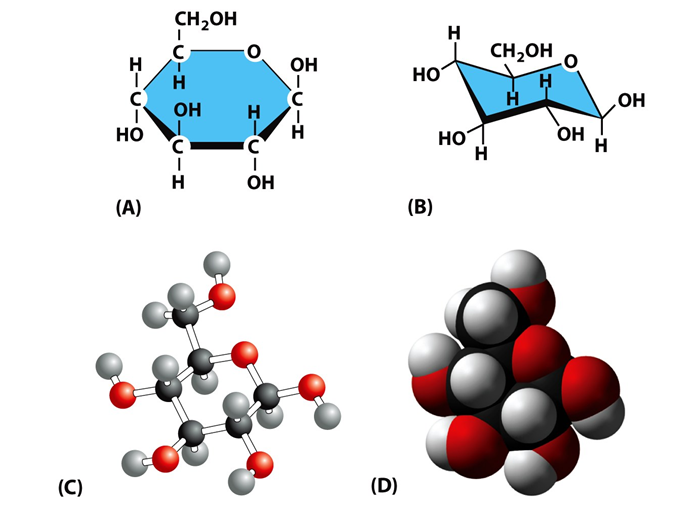 CH₂OH
C O
H H OH
C OH H C
HO H
C C
H OH
(A)
H
CH₂OH O
HO H
H OH
HO OH
H H
(B)
(C)
(D)